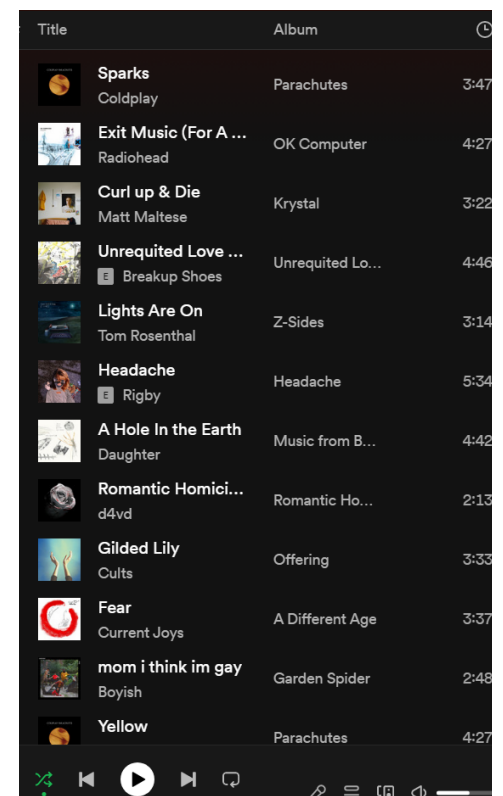 Title Album
Sparks
Coldplay
Parachutes 3:47
Exit Music (For A ...
Radiohead
OK Computer 4:27
Curl up & Die
Matt Maltese
Krystal 3:22
Unrequited Love ...
E Breakup Shoes
Unrequited Lo... 4:46
Lights Are On
Tom Rosenthal
Z-Sides 3:14
Headache
E Rigby
Headache 5:34
A Hole In the Earth
Daughter
Music from B... 4:42
Romantic Homici...
d4vd
Romantic Ho... 2:13
Gilded Lily
Cults
Offering 3:33
Fear
Current Joys
A Different Age 3:37
mom i think im gay
Boyish
Garden Spider 2:48
Yellow
Parachutes 4:27